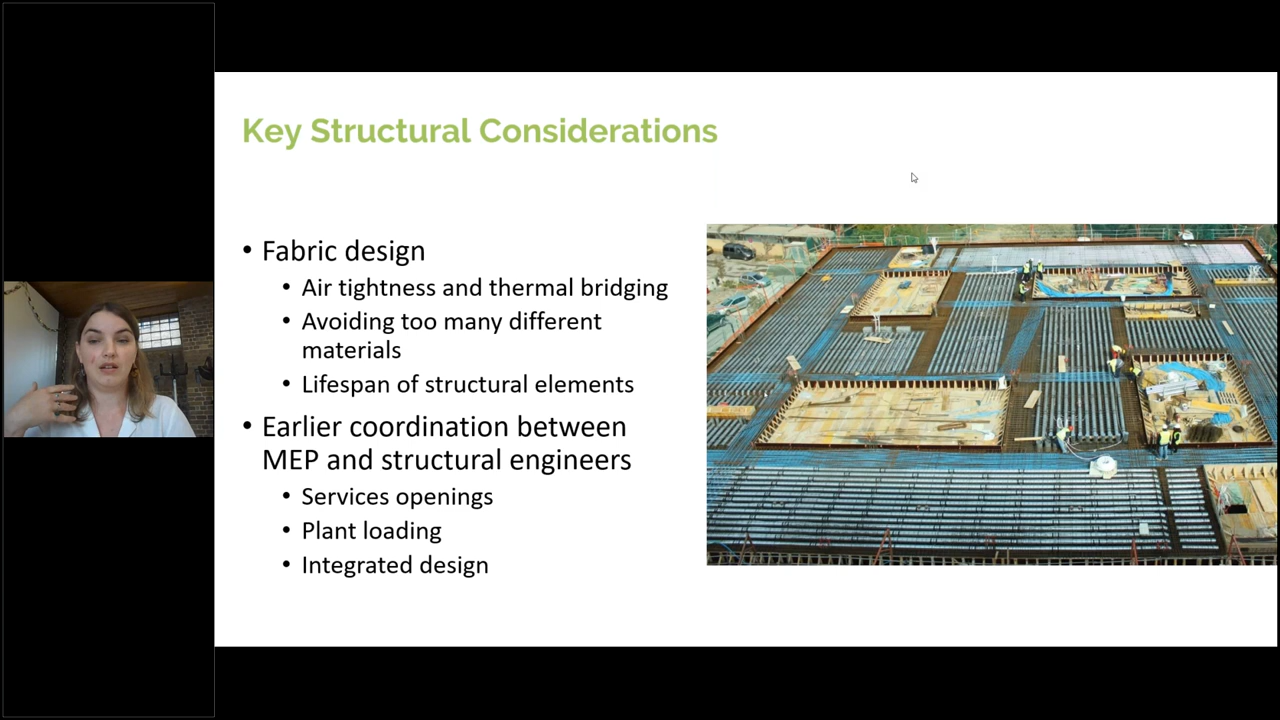 Key Structural Considerations
• Fabric design
• Air tightness and thermal bridging
• Avoiding too many different
materials
• Lifespan of structural elements
• Earlier coordination between
MEP and structural engineers
• Services openings
• Plant loading
• Integrated design